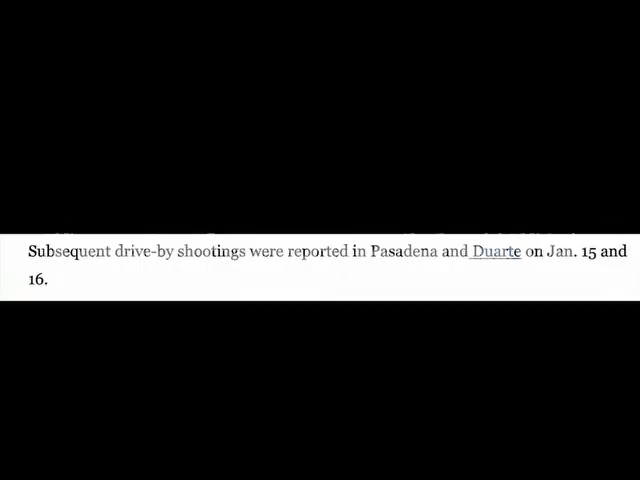 Subsequent drive-by shootings were reported in Pasadena and Duarte on Jan. 15 and
16.